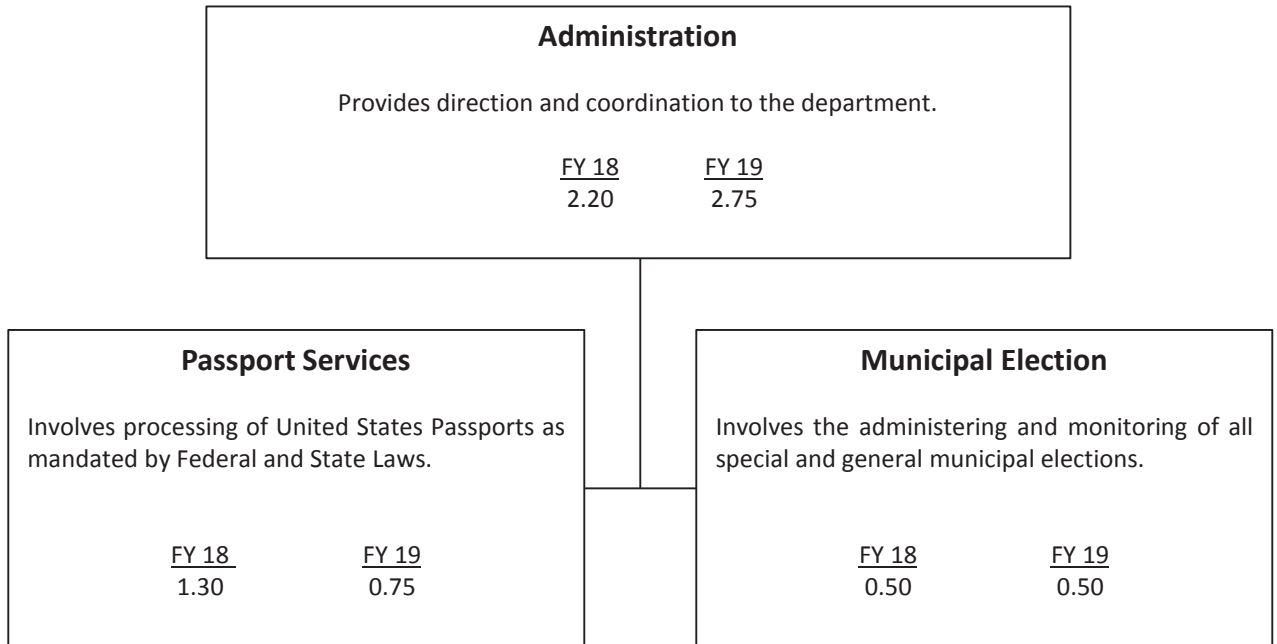 Administration
Provides direction and coordination to the department.
FY 18 FY 19
2.20 2.75
Passport Services
Involves processing of United States Passports as
mandated by Federal and State Laws.
FY 18 FY 19
1.30 0.75
Municipal Election
Involves the administering and monitoring of all
special and general municipal elections.
FY 18 FY 19
0.50 0.50